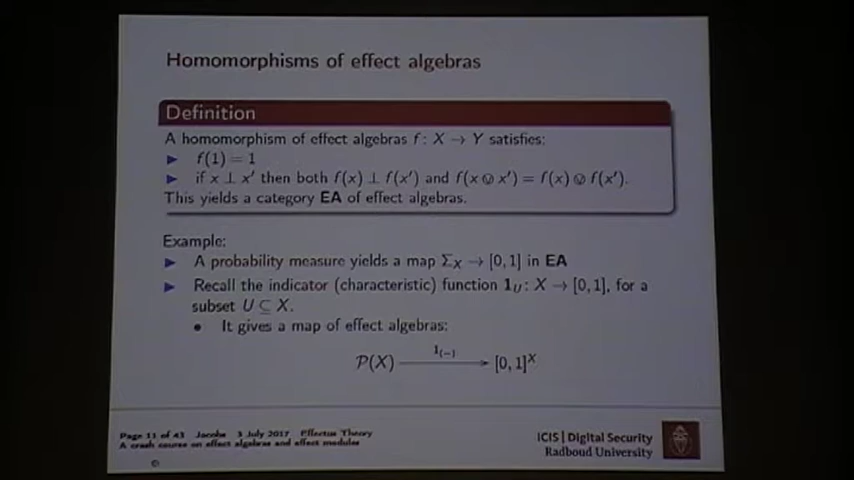 Homomorphisms of effect algebras
Definition
A homomorphism of effect algebras f: X → Y satisfies:
▶ f(1) = 1
▶ if x ⊥ x′ then both f(x) ⊥ f(x′) and f(x ⊘ x′) = f(x) ⊘ f(x′).
This yields a category EA of effect algebras.
Example:
▶ A probability measure yields a map Σ_X → [0, 1] in EA
▶ Recall the indicator (characteristic) function 1_U: X → [0, 1], for a
subset U ⊆ X.
● It gives a map of effect algebras:
P(X) —1_(−)→ [0, 1]^X
Page 11 of 43 Jacobs 3 July 2017 Effectus Theory
A crash course on effect algebras and effect modules
iCIS | Digital Security
Radboud University